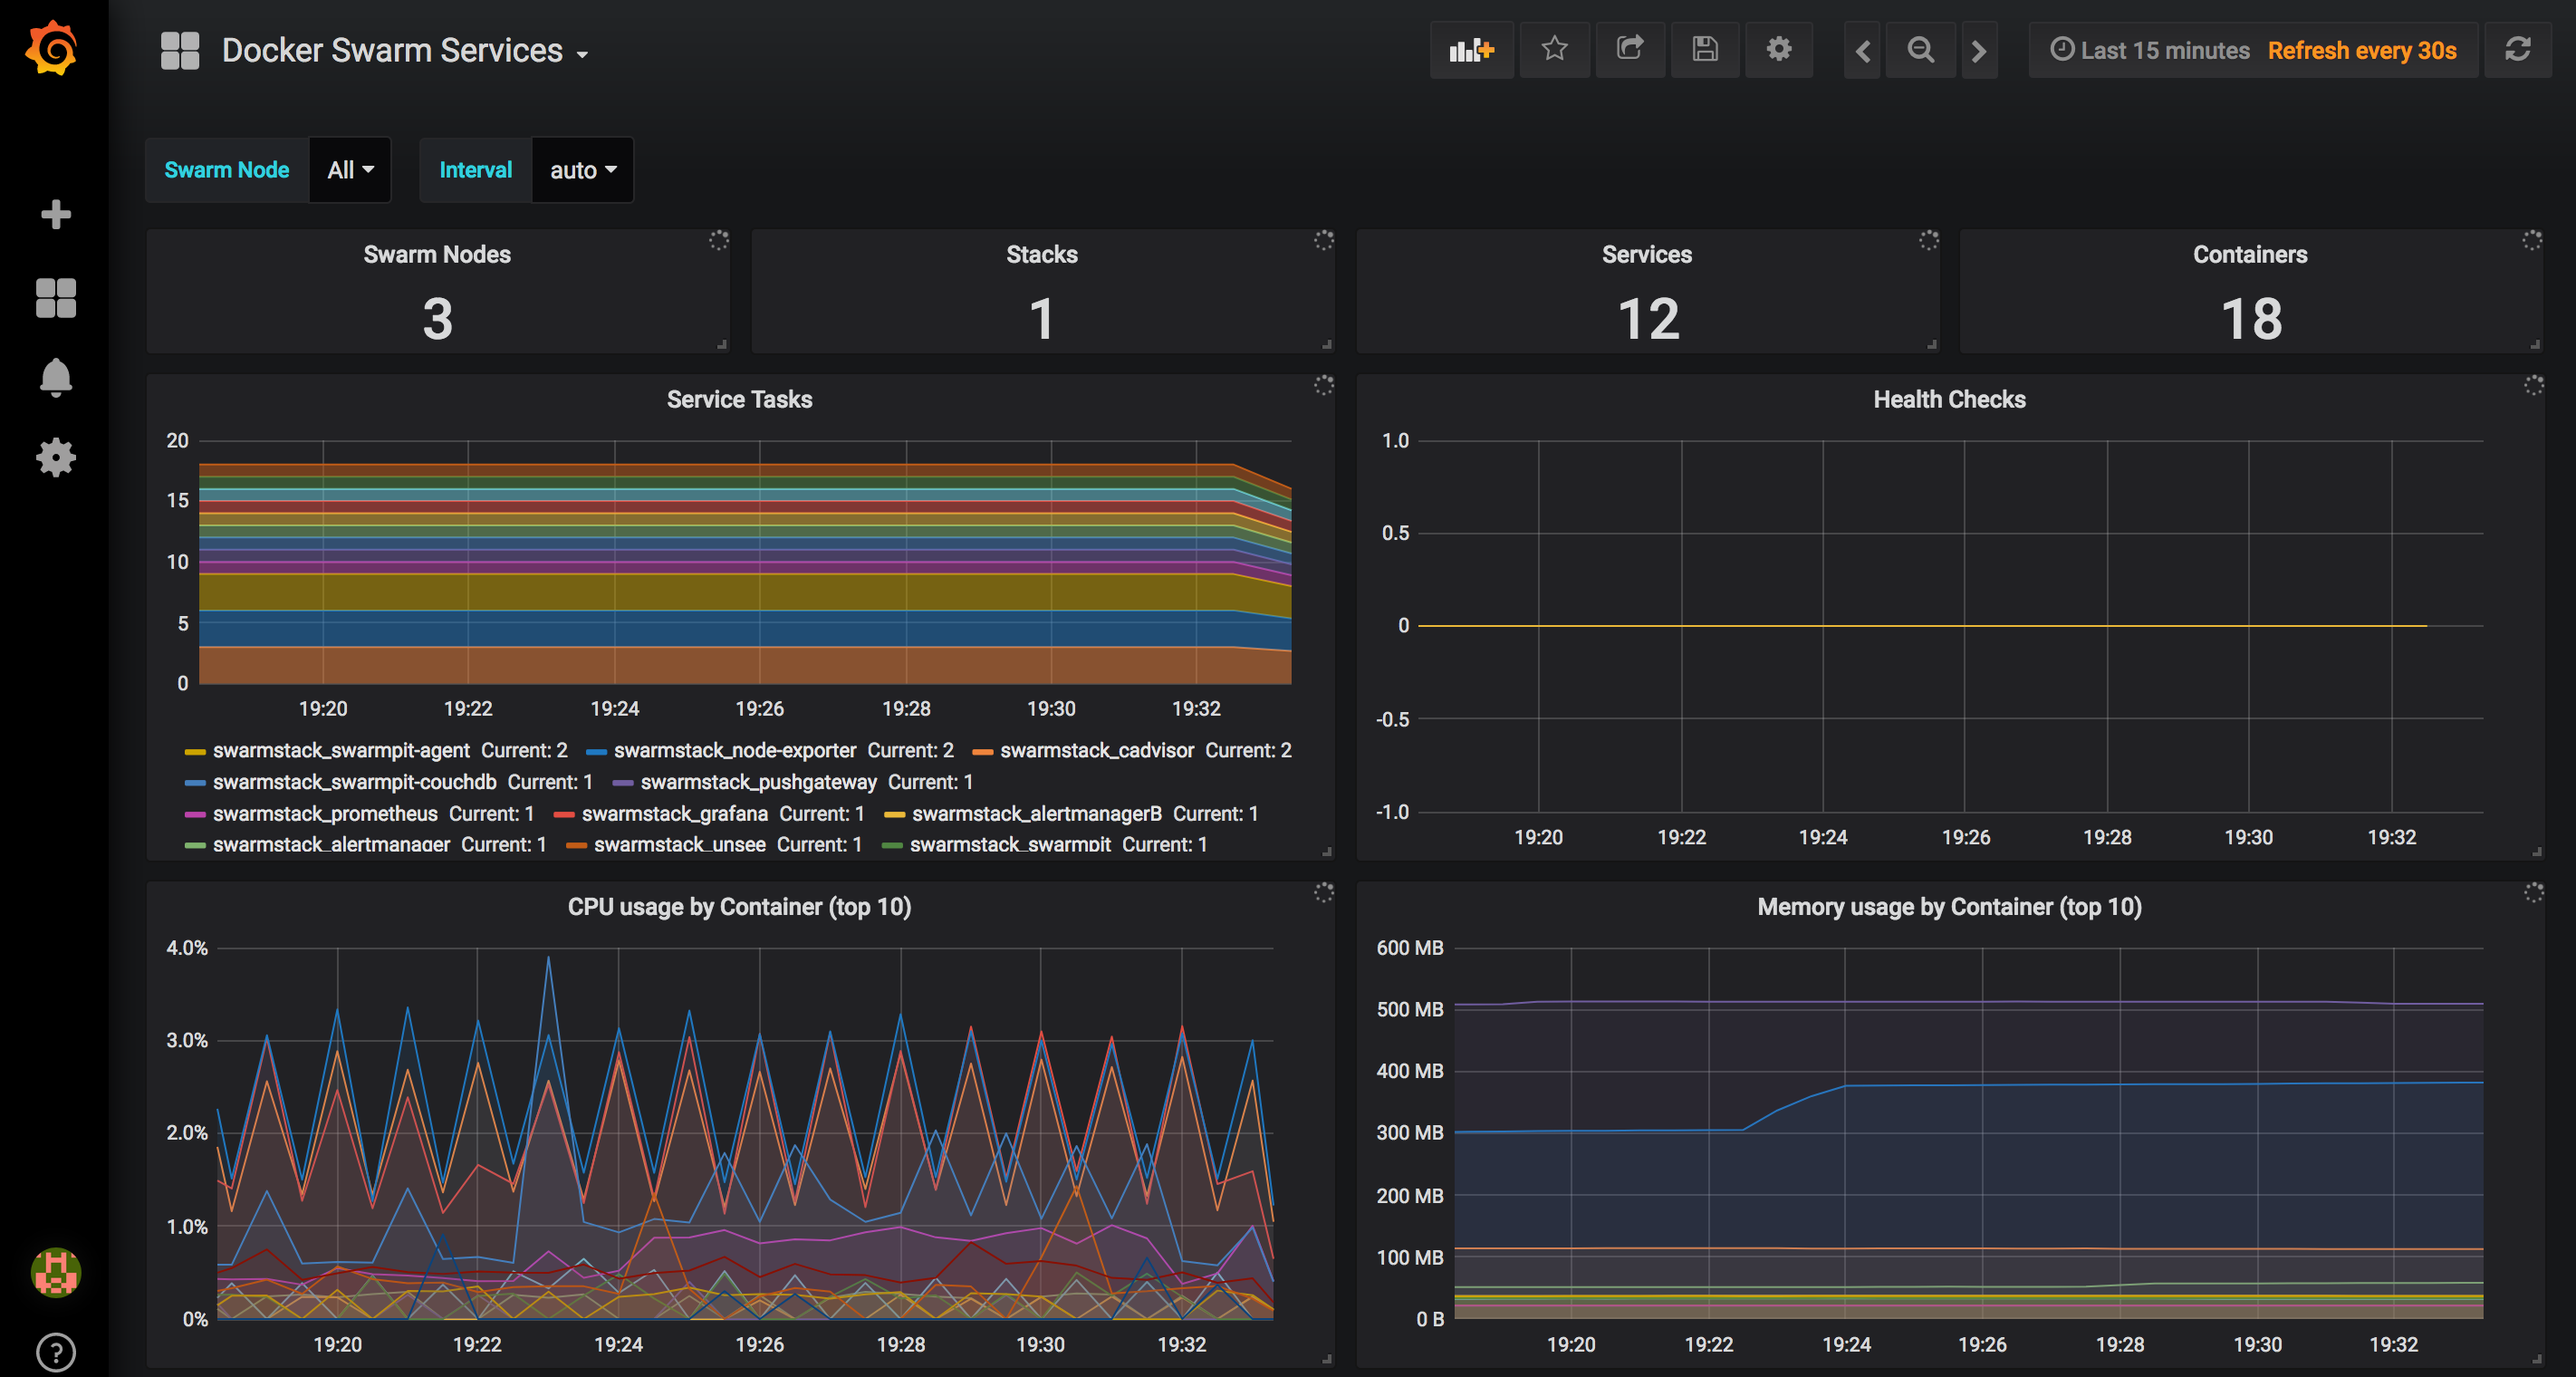 Docker Swarm Services
Last 15 minutes Refresh every 30s
Swarm Node All Interval auto
Swarm Nodes
3
Stacks
1
Services
12
Containers
18
Service Tasks
20
15
10
5
0
19:20 19:22 19:24 19:26 19:28 19:30 19:32
swarmstack_swarmpit-agent Current: 2 swarmstack_node-exporter Current: 2 swarmstack_cadvisor Current: 2
swarmstack_swarmpit-couchdb Current: 1 swarmstack_pushgateway Current: 1
swarmstack_prometheus Current: 1 swarmstack_grafana Current: 1 swarmstack_alertmanagerB Current: 1
swarmstack_alertmanager Current: 1 swarmstack_unsee Current: 1 swarmstack_swarmpit Current: 1
Health Checks
1.0
0.5
0
-0.5
-1.0
19:20 19:22 19:24 19:26 19:28 19:30 19:32
CPU usage by Container (top 10)
4.0%
3.0%
2.0%
1.0%
0%
19:20 19:22 19:24 19:26 19:28 19:30 19:32
Memory usage by Container (top 10)
600 MB
500 MB
400 MB
300 MB
200 MB
100 MB
0 B
19:20 19:22 19:24 19:26 19:28 19:30 19:32
?